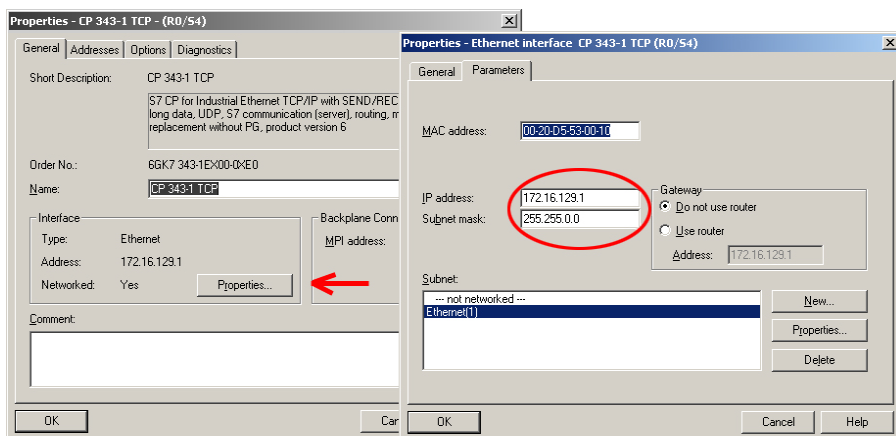 Properties - CP 343-1 TCP - (R0/S4)
General
Addresses
Options
Diagnostics
Short Description:
CP 343-1 TCP
S7 CP for Industrial Ethernet TCP/IP with SEND/REC
long data, UDP, S7 communication (server), routing, m
replacement without PG, product version 6
Order No.:
6GK7 343-1EX00-0XE0
Name:
CP 343-1 TCP
Interface
Type:
Ethernet
Address:
172.16.129.1
Networked:
Yes
Properties...
Backplane Conn
MPI address:
Comment:
OK
Can
Properties - Ethernet interface CP 343-1 TCP (R0/S4)
General
Parameters
MAC address:
00-20-D5-53-00-10
IP address:
172.16.129.1
Subnet mask:
255.255.0.0
Gateway
Do not use router
Use router
Address:
172.16.129.1
Subnet:
--- not networked ---
Ethernet(1)
New...
Properties...
Delete
OK
Cancel
Help